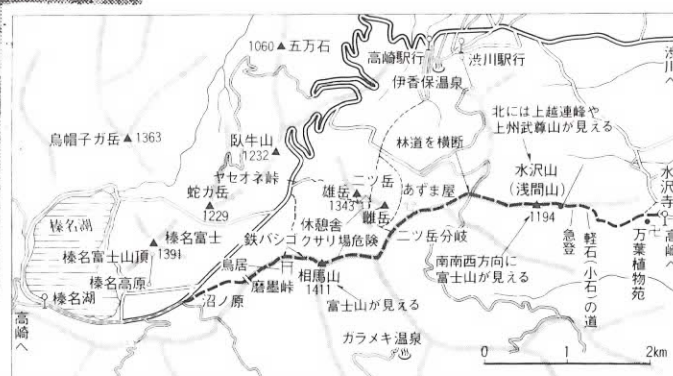 1060▲五万石
高崎駅行
渋川駅行
渋川へ
伊香保温泉
烏帽子ガ岳▲1363
臥牛山
1232▲
ヤセオネ峠
蛇ガ岳
▲
1229
林道を横断
北には上越連峰や
上州武尊山が見える
水沢山
(浅間山)
▲
1194
水沢寺
卍
高崎へ
二ツ岳
雄岳
1343▲
雌岳
あずま屋
休憩舎
クサリ場危険
鉄バシゴ
二ツ岳分岐
急登
軽石(小石)の道
万葉植物苑
榛名湖
榛名富士
▲
1391
榛名富士山頂
榛名高原
榛名湖
高崎へ
鳥居
沼ノ原
磨墨峠
相馬山
1411
富士山が見える
南南西方向に
富士山が見える
ガラメキ温泉
0 1 2km